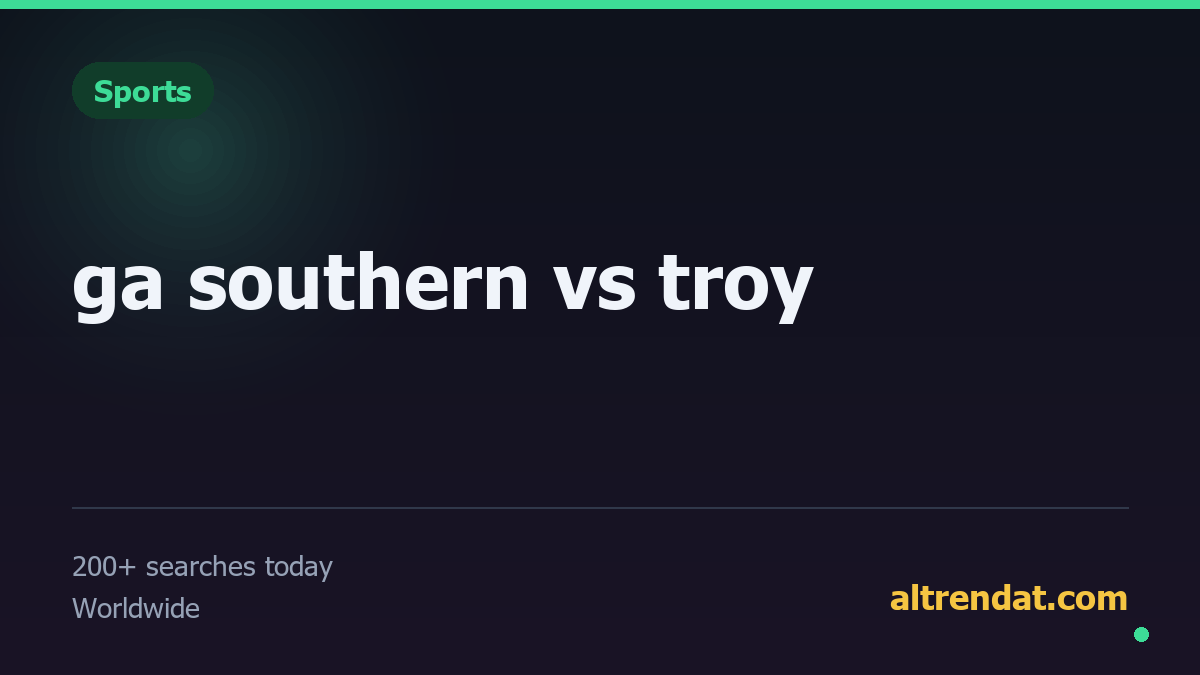 Sports
ga southern vs troy
200+ searches today
Worldwide
altrendat.com